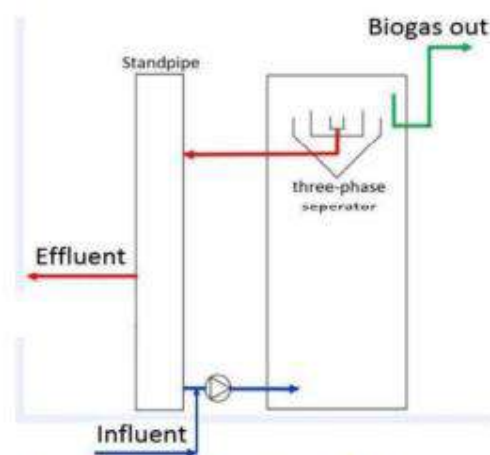 Biogas out
Standpipe
three-phase
seperator
Effluent
Influent